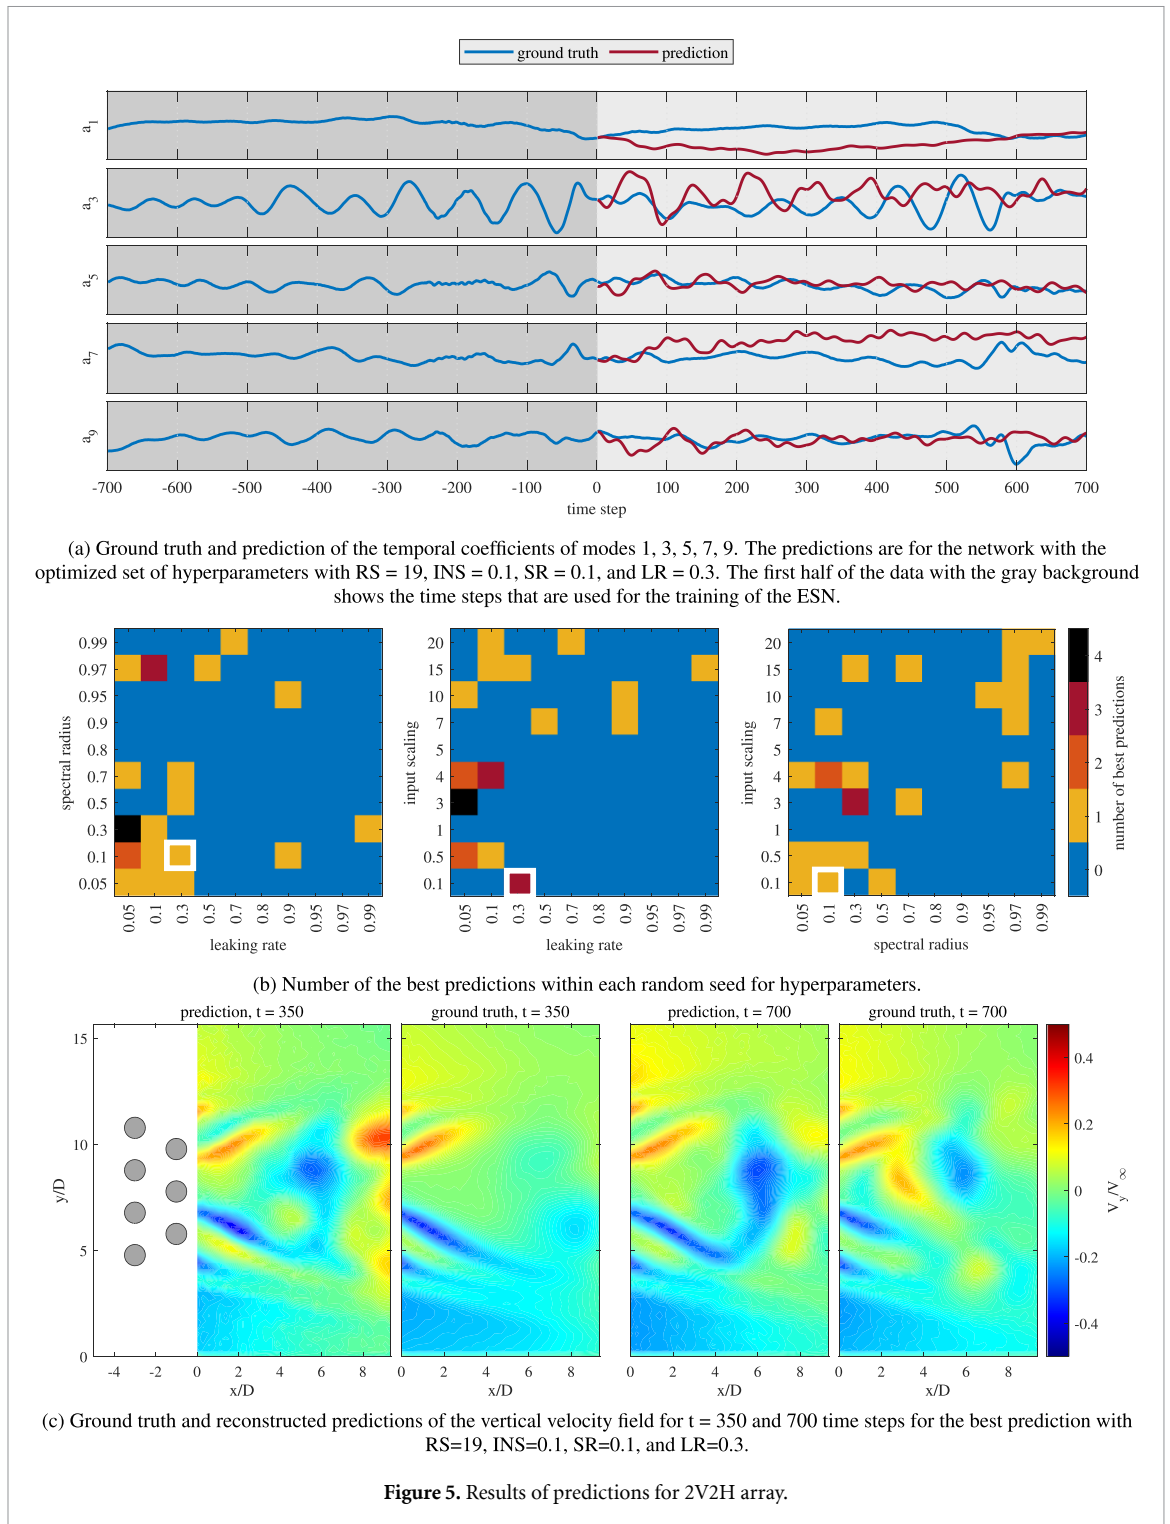 ground truth prediction
a1
a3
a5
a7
a9
-700 -600 -500 -400 -300 -200 -100 0 100 200 300 400 500 600 700
time step
(a) Ground truth and prediction of the temporal coefficients of modes 1, 3, 5, 7, 9. The predictions are for the network with the
optimized set of hyperparameters with RS = 19, INS = 0.1, SR = 0.1, and LR = 0.3. The first half of the data with the gray background
shows the time steps that are used for the training of the ESN.
spectral radius
0.99
0.97
0.95
0.9
0.8
0.7
0.5
0.3
0.1
0.05
0.05 0.1 0.3 0.5 0.7 0.8 0.9 0.95 0.97 0.99
leaking rate
input scaling
20
15
10
7
5
4
3
1
0.5
0.1
0.05 0.1 0.3 0.5 0.7 0.8 0.9 0.95 0.97 0.99
leaking rate
input scaling
20
15
10
7
5
4
3
1
0.5
0.1
0.05 0.1 0.3 0.5 0.7 0.8 0.9 0.95 0.97 0.99
spectral radius
4
3
2
1
0
number of best predictions
(b) Number of the best predictions within each random seed for hyperparameters.
prediction, t = 350 ground truth, t = 350 prediction, t = 700 ground truth, t = 700
y/D
15
10
5
0
-4 -2 0 2 4 6 8
x/D
0 2 4 6 8
x/D
0 2 4 6 8
x/D
0 2 4 6 8
x/D
0.4
0.2
0
-0.2
-0.4
Vy/V∞
(c) Ground truth and reconstructed predictions of the vertical velocity field for t = 350 and 700 time steps for the best prediction with
RS=19, INS=0.1, SR=0.1, and LR=0.3.
Figure 5. Results of predictions for 2V2H array.